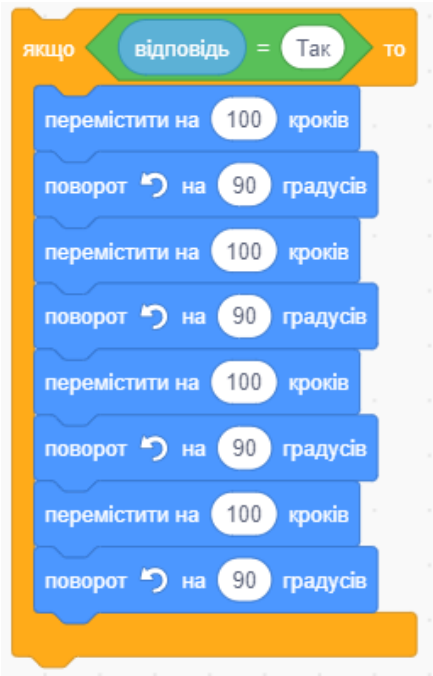 якщо відповідь = Так то
перемістити на 100 кроків
поворот на 90 градусів
перемістити на 100 кроків
поворот на 90 градусів
перемістити на 100 кроків
поворот на 90 градусів
перемістити на 100 кроків
поворот на 90 градусів